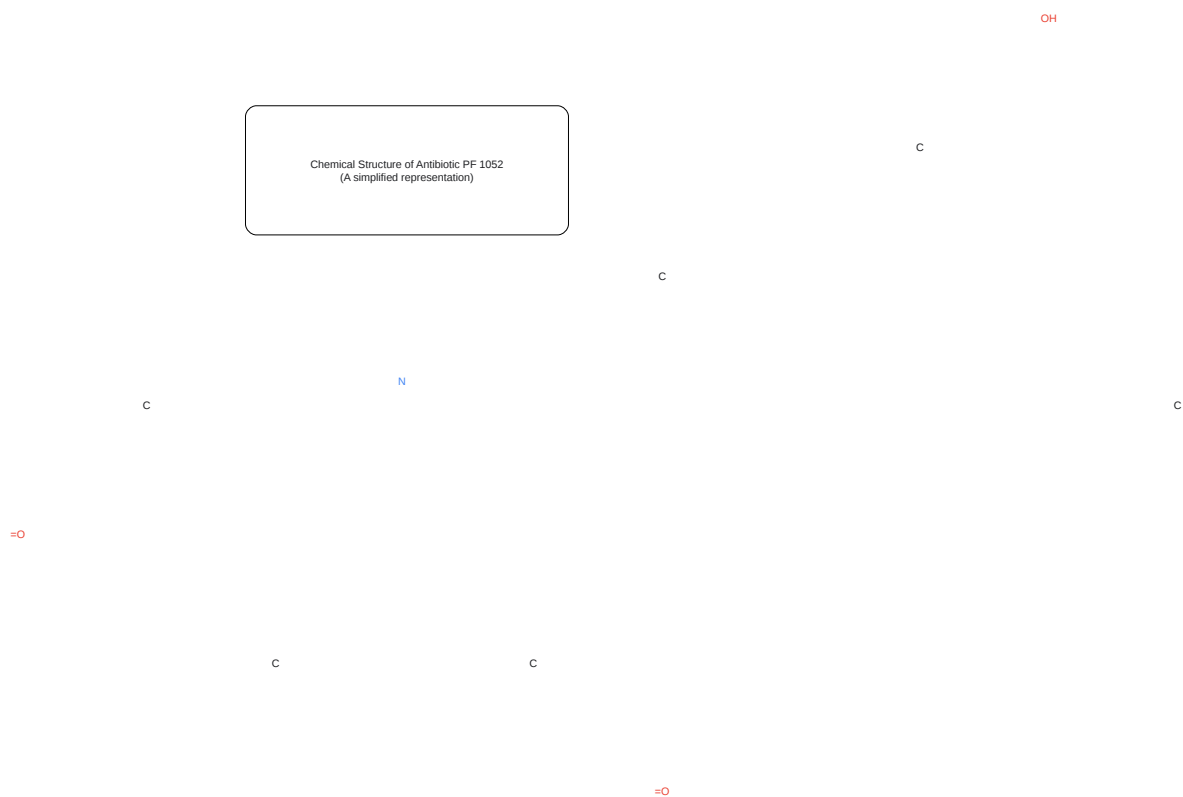 OH
C
Chemical Structure of Antibiotic PF 1052
(A simplified representation)
C
N
C
C
=O
C
C
=O